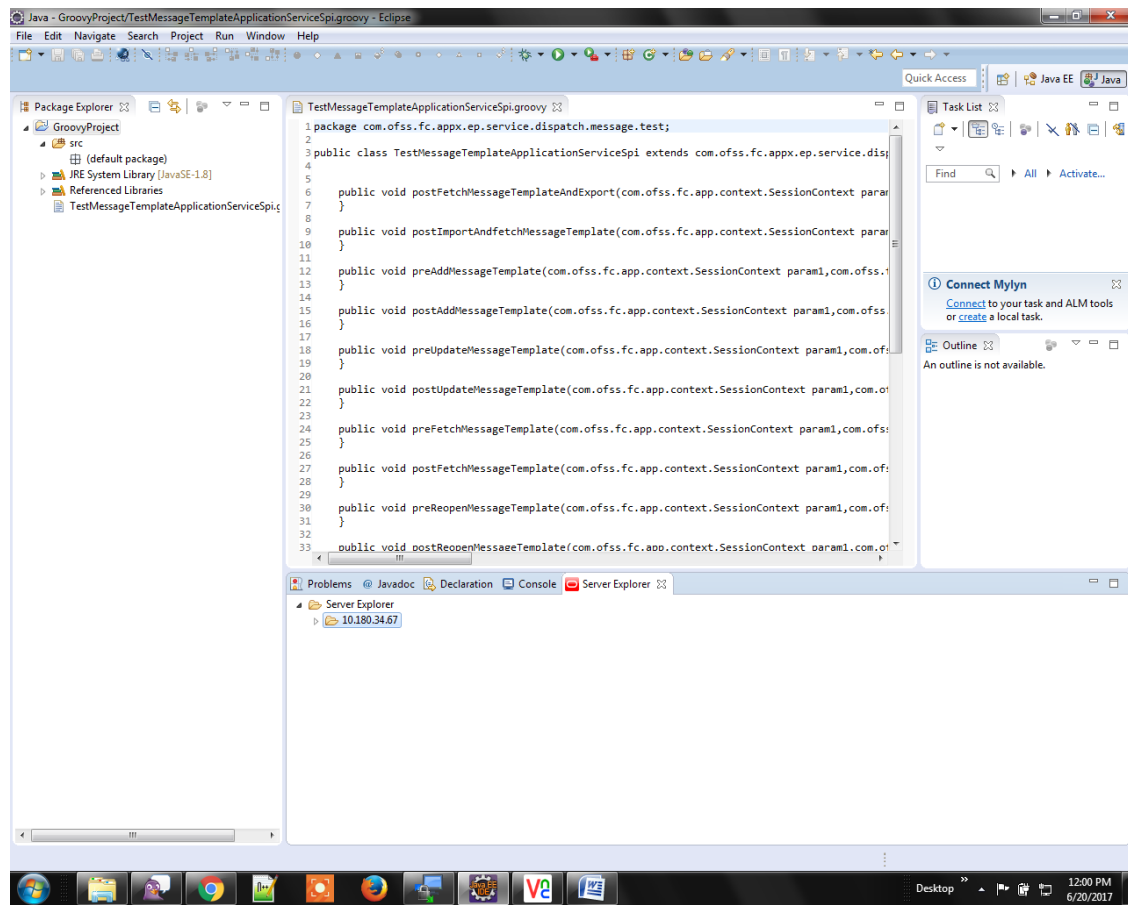 Java - GroovyProject/TestMessageTemplateApplicationServiceSpi.groovy - Eclipse
File Edit Navigate Search Project Run Window Help
Quick Access
Java EE
Java
Package Explorer
GroovyProject
src
(default package)
JRE System Library [JavaSE-1.8]
Referenced Libraries
TestMessageTemplateApplicationServiceSpi.g
TestMessageTemplateApplicationServiceSpi.groovy
1 package com.ofss.fc.appx.ep.service.dispatch.message.test;
2
3 public class TestMessageTemplateApplicationServiceSpi extends com.ofss.fc.appx.ep.service.disp
4
5
6 public void postFetchMessageTemplateAndExport(com.ofss.fc.app.context.SessionContext param
7 }
8
9 public void postImportAndfetchMessageTemplate(com.ofss.fc.app.context.SessionContext param
10 }
11
12 public void preAddMessageTemplate(com.ofss.fc.app.context.SessionContext param1,com.ofss.f
13 }
14
15 public void postAddMessageTemplate(com.ofss.fc.app.context.SessionContext param1,com.ofss.
16 }
17
18 public void preUpdateMessageTemplate(com.ofss.fc.app.context.SessionContext param1,com.ofs
19 }
20
21 public void postUpdateMessageTemplate(com.ofss.fc.app.context.SessionContext param1,com.of
22 }
23
24 public void preFetchMessageTemplate(com.ofss.fc.app.context.SessionContext param1,com.ofss
25 }
26
27 public void postFetchMessageTemplate(com.ofss.fc.app.context.SessionContext param1,com.ofs
28 }
29
30 public void preReopenMessageTemplate(com.ofss.fc.app.context.SessionContext param1,com.ofs
31 }
32
33 public void postReopenMessageTemplate(com.ofss.fc.app.context.SessionContext param1,com.of
Task List
Find
All
Activate...
Connect Mylyn
Connect to your task and ALM tools
or create a local task.
Outline
An outline is not available.
Problems @ Javadoc Declaration Console Server Explorer
Server Explorer
10.180.34.67
Java EE
IDE
Desktop
12:00 PM
6/20/2017